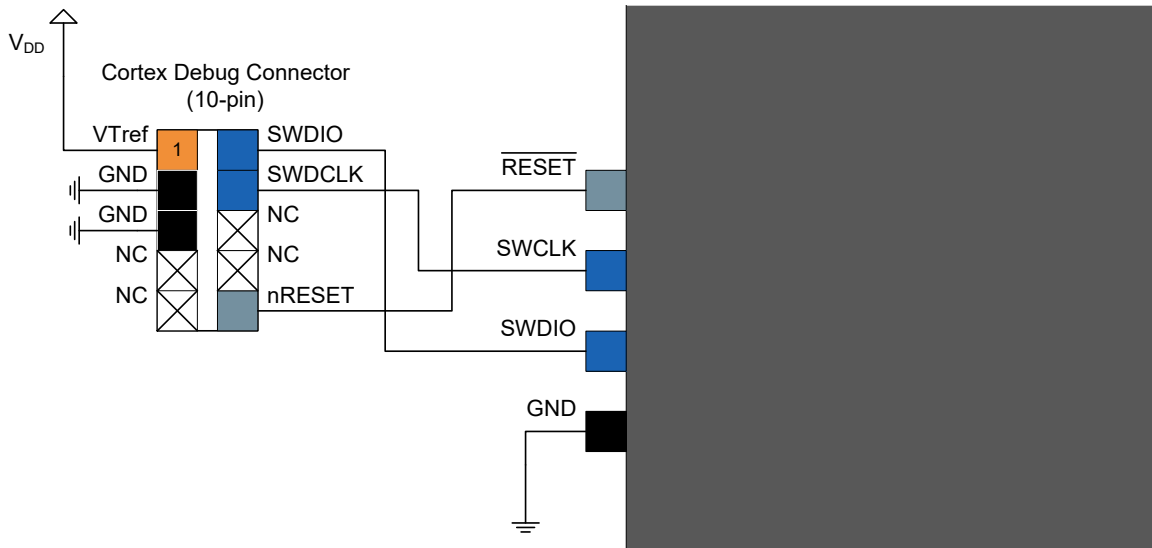 VDD
Cortex Debug Connector
(10-pin)
VTref
1
SWDIO
GND
SWDCLK
GND
NC
NC
NC
NC
nRESET
RESET
SWCLK
SWDIO
GND